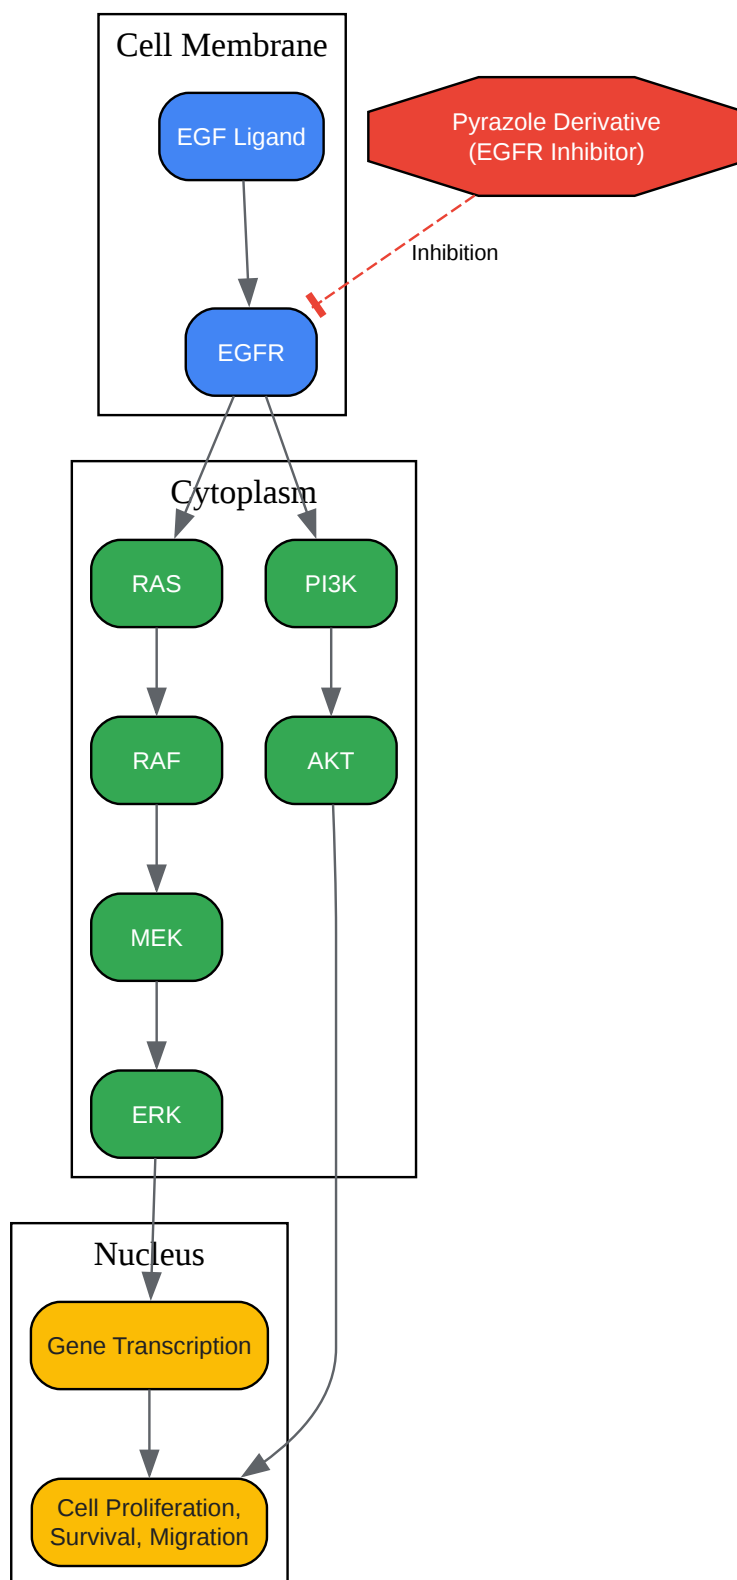 Cell Membrane
EGF Ligand
Pyrazole Derivative
(EGFR Inhibitor)
Inhibition
EGFR
Cytoplasm
RAS
PI3K
RAF
AKT
MEK
ERK
Nucleus
Gene Transcription
Cell Proliferation,
Survival, Migration